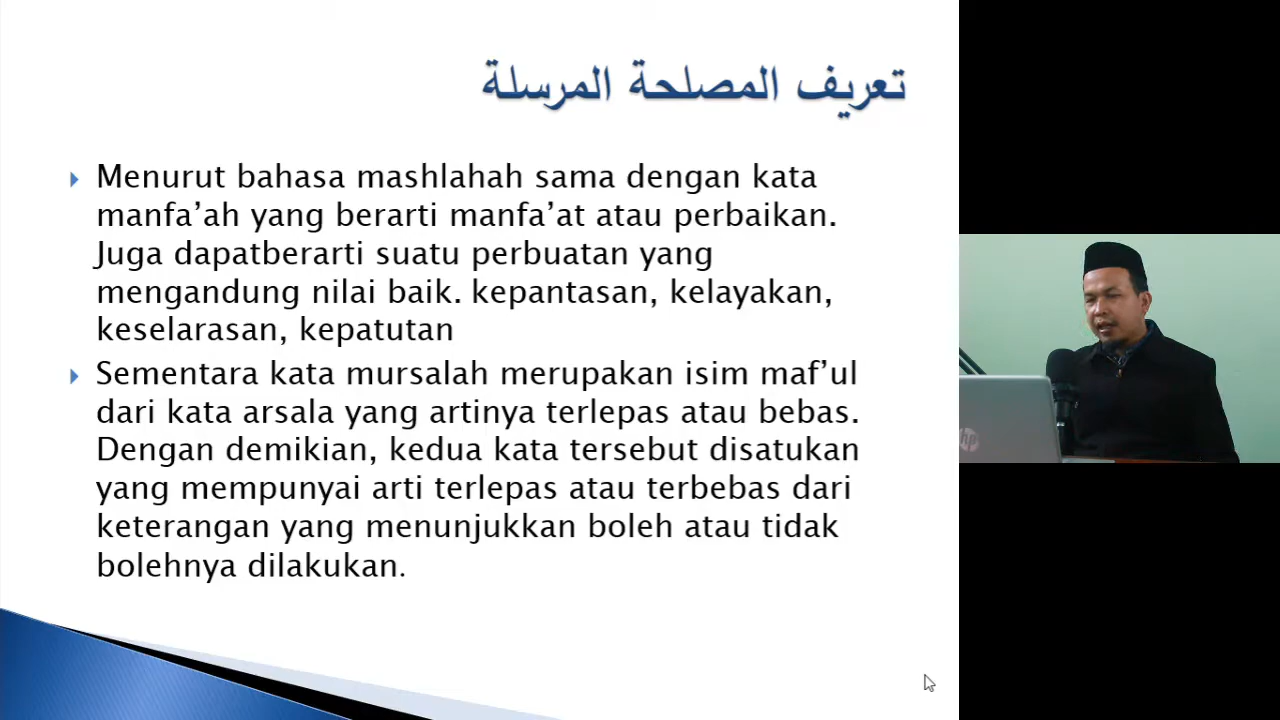 تعريف المصلحة المرسلة
Menurut bahasa mashlahah sama dengan kata
manfa’ah yang berarti manfa’at atau perbaikan.
Juga dapatberarti suatu perbuatan yang
mengandung nilai baik. kepantasan, kelayakan,
keselarasan, kepatutan
Sementara kata mursalah merupakan isim maf’ul
dari kata arsala yang artinya terlepas atau bebas.
Dengan demikian, kedua kata tersebut disatukan
yang mempunyai arti terlepas atau terbebas dari
keterangan yang menunjukkan boleh atau tidak
bolehnya dilakukan.
hp